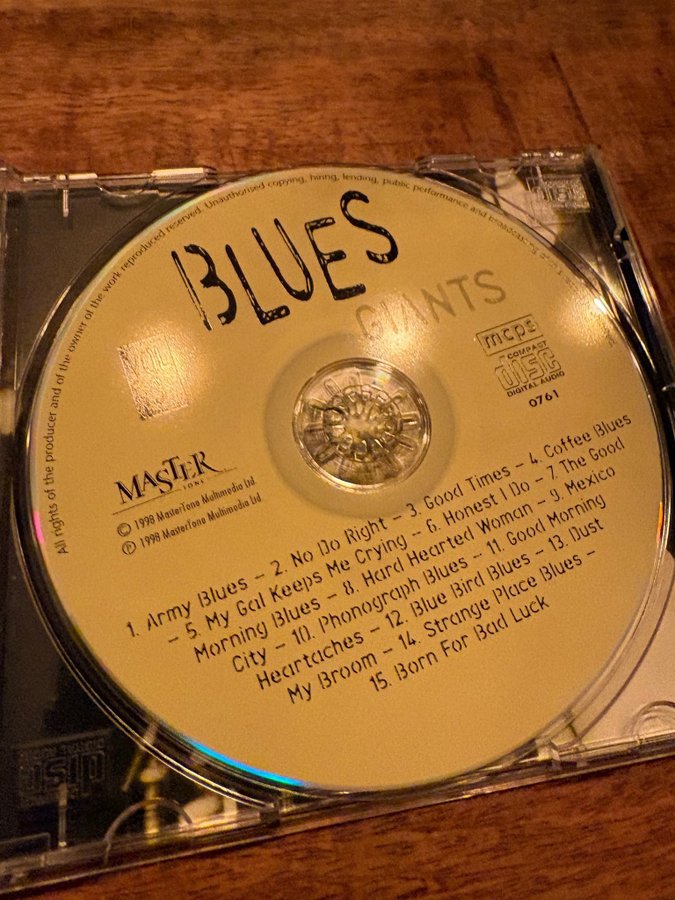 All rights of the producer and of the owner of the work reproduced reserved. Unauthorised copying, hiring, lending, public performance and broadcasting
BLUES
GIANTS
mcps
COMPACT
disc
DIGITAL AUDIO
0761
MASTER
TONE
© 1998 MasterTone Multimedia Ltd
℗ 1998 MasterTone Multimedia Ltd
1. Army Blues – 2. No Do Right – 3. Good Times – 4. Coffee Blues
– 5. My Gal Keeps Me Crying – 6. Honest I Do – 7. The Good
Morning Blues – 8. Hard Hearted Woman – 9. Mexico
City – 10. Phonograph Blues – 11. Good Morning
Heartaches – 12. Blue Bird Blues – 13. Dust
My Broom – 14. Strange Place Blues –
15. Born For Bad Luck